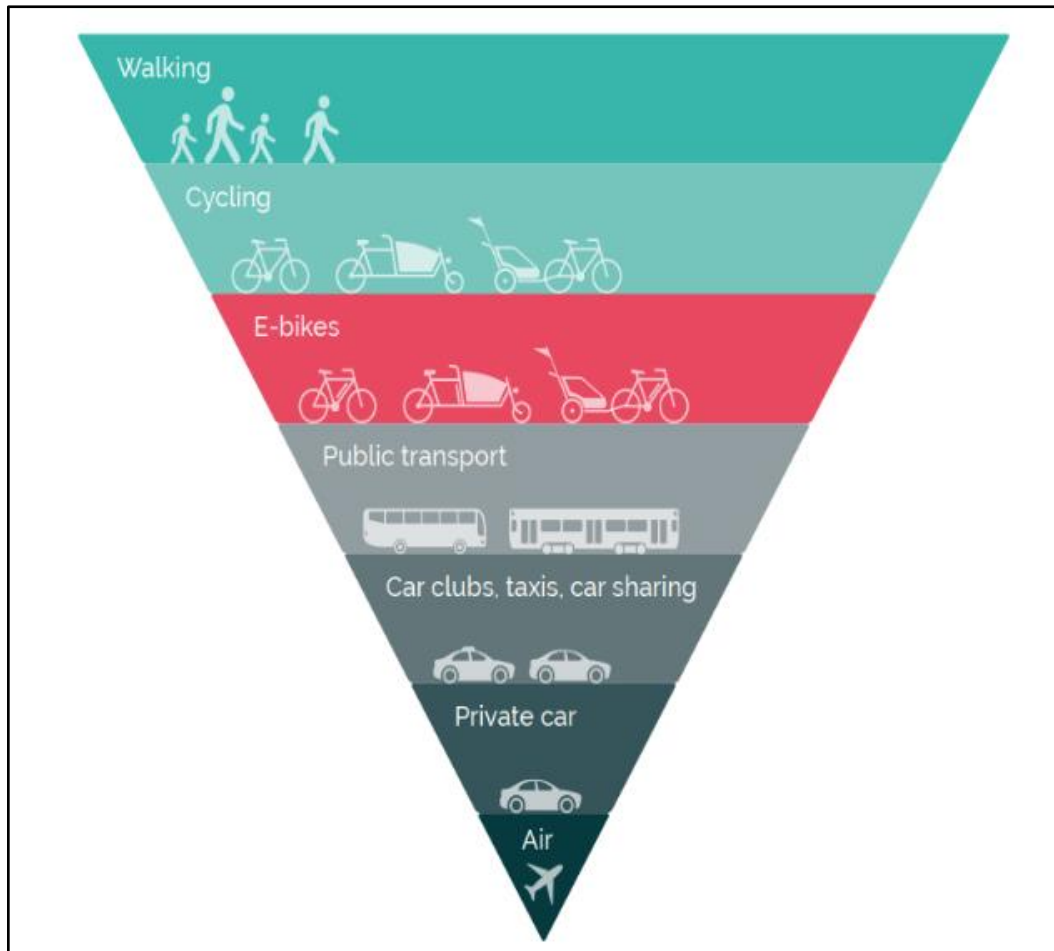 Walking
Cycling
E-bikes
Public transport
Car clubs, taxis, car sharing
Private car
Air